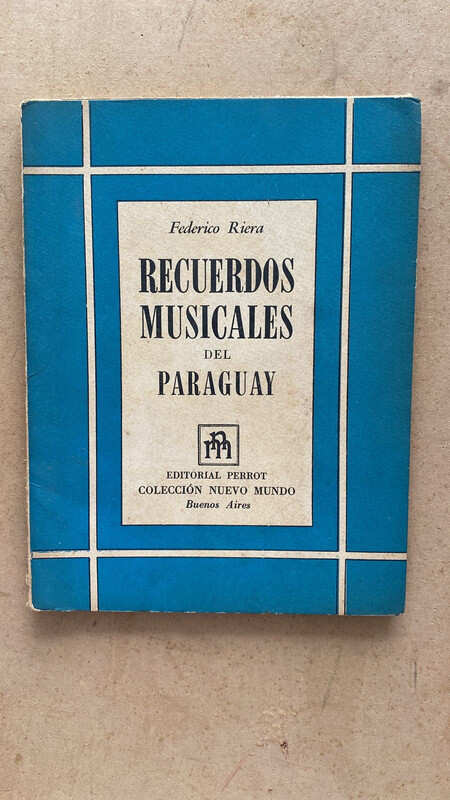 Federico Riera
RECUERDOS
MUSICALES
DEL
PARAGUAY
EDITORIAL PERROT
COLECCIÓN NUEVO MUNDO
Buenos Aires